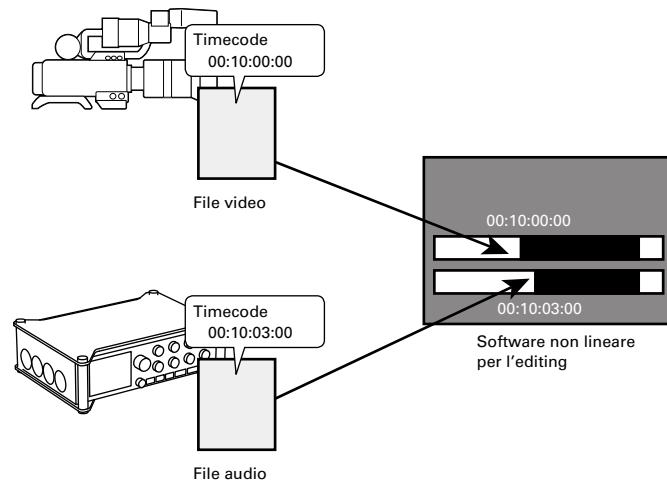 Timecode
00:10:00:00
File video
00:10:00:00
00:10:03:00
Software non lineare
per l'editing
Timecode
00:10:03:00
File audio